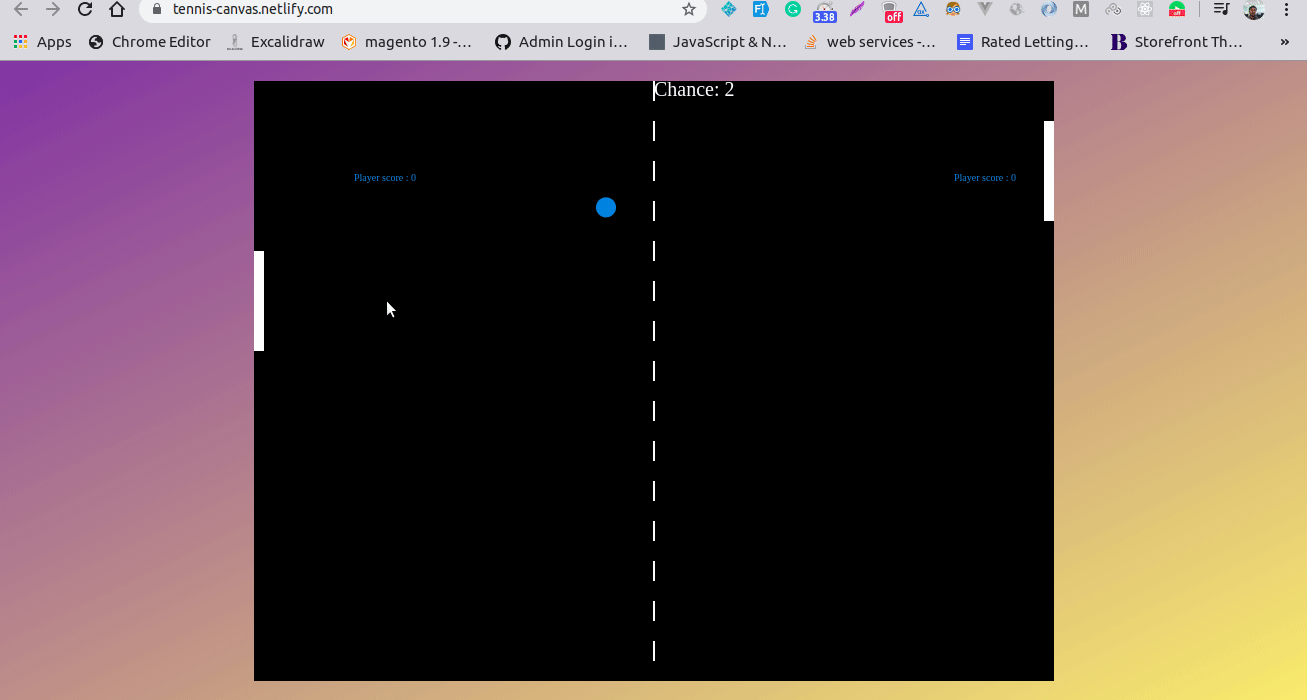 tennis-canvas.netlify.com
3.38
off
M
off
Apps
Chrome Editor
Excalidraw
magento 1.9 -...
Admin Login i...
JavaScript & N...
web services -...
Rated Letting...
B
Storefront Th...
»
Chance: 2
Player score : 0
Player score : 0